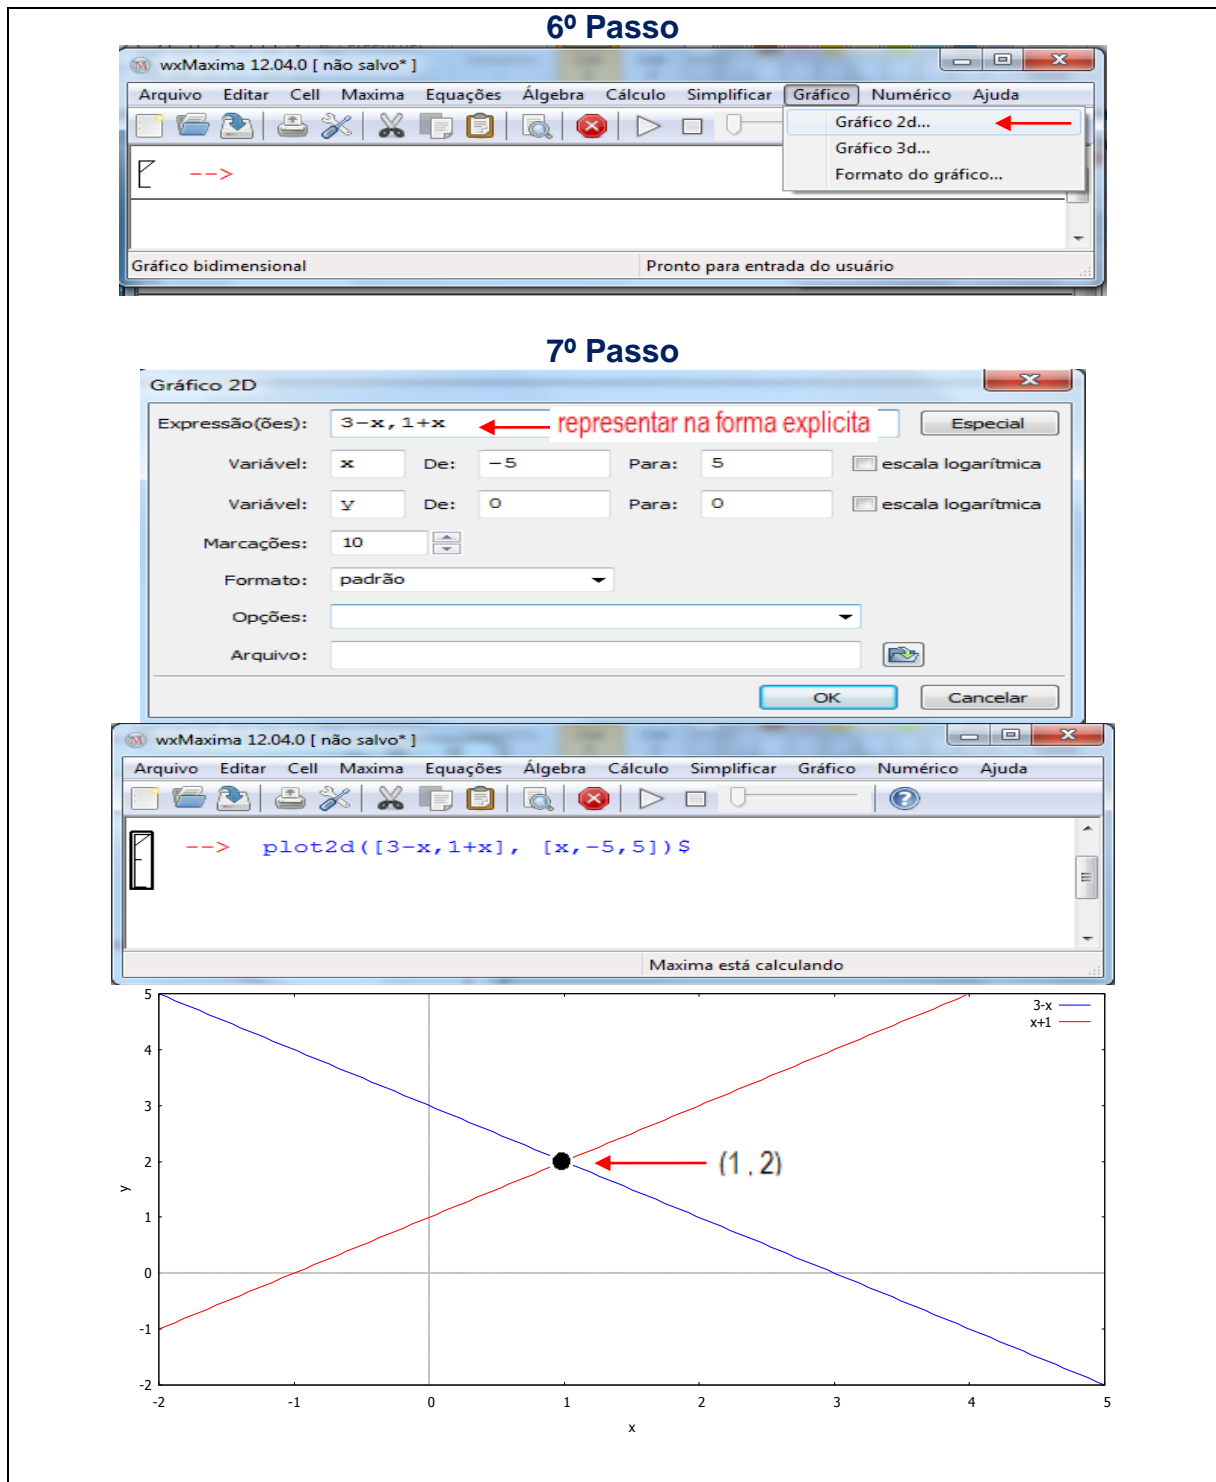 6º Passo
wxMaxima 12.04.0 [ não salvo* ]
Arquivo Editar Cell Maxima Equações Álgebra Cálculo Simplificar Gráfico Numérico Ajuda
Gráfico 2d...
Gráfico 3d...
Formato do gráfico...
-->
Gráfico bidimensional Pronto para entrada do usuário
7º Passo
Gráfico 2D
Expressão(ões): 3-x,1+x representar na forma explicita Especial
Variável: x De: -5 Para: 5 escala logarítmica
Variável: y De: 0 Para: 0 escala logarítmica
Marcações: 10
Formato: padrão
Opções:
Arquivo:
OK Cancelar
wxMaxima 12.04.0 [ não salvo* ]
Arquivo Editar Cell Maxima Equações Álgebra Cálculo Simplificar Gráfico Numérico Ajuda
--> plot2d([3-x,1+x], [x,-5,5])$
Maxima está calculando
5
3-x
x+1
4
3
2
(1 , 2)
y
1
0
-1
-2
-2 -1 0 1 2 3 4 5
x